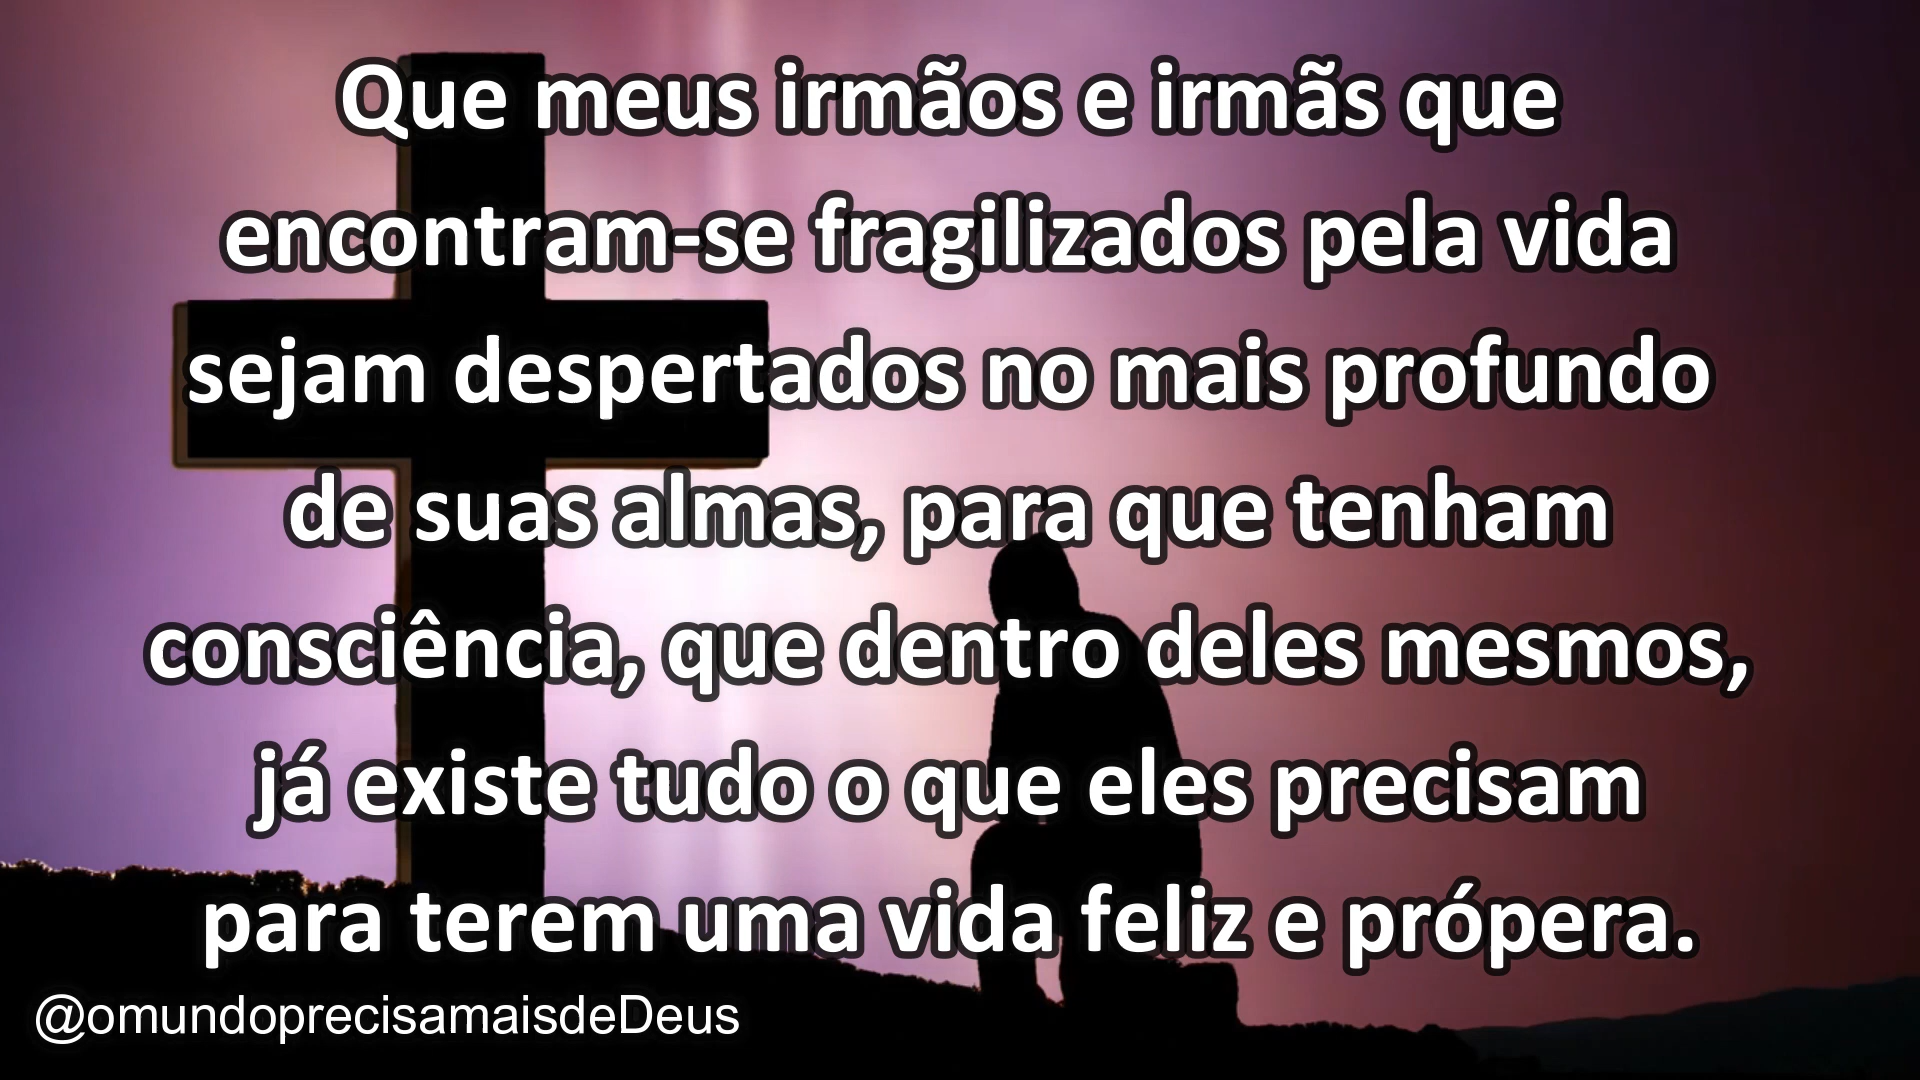 Que meus irmãos e irmãs que
encontram-se fragilizados pela vida
sejam despertados no mais profundo
de suas almas, para que tenham
consciência, que dentro deles mesmos,
já existe tudo o que eles precisam
para terem uma vida feliz e própera.
@omundoprecisamaisdeDeus